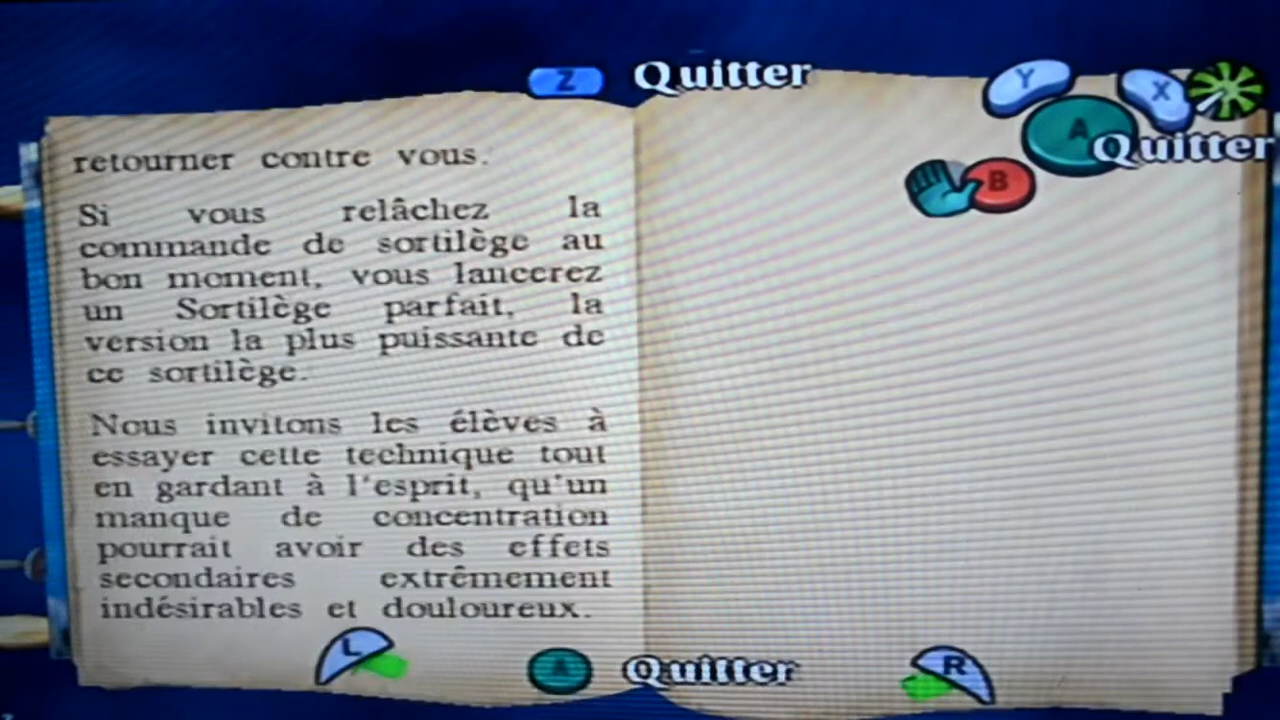 Z Quitter
Y
X
A Quitter
B
retourner contre vous.
Si vous relâchez la
commande de sortilège au
bon moment, vous lancerez
un Sortilège parfait, la
version la plus puissante de
ce sortilège.
Nous invitons les élèves à
essayer cette technique tout
en gardant à l'esprit, qu'un
manque de concentration
pourrait avoir des effets
secondaires extrêmement
indésirables et douloureux.
L
A Quitter
R